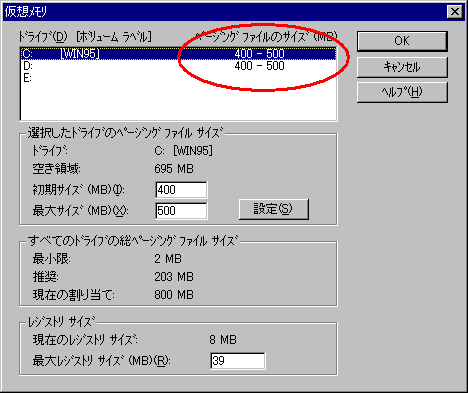 仮想メモリ
ﾄﾞﾗｲﾌﾞ(D) [ﾎﾞﾘｭｰﾑ ﾗﾍﾞﾙ] ﾍﾟｰｼﾞﾝｸﾞ ﾌｧｲﾙのｻｲｽﾞ (MB)
C: [WIN95] 400 - 500
D: 400 - 500
E:
OK
ｷｬﾝｾﾙ
ﾍﾙﾌﾟ(H)
選択したﾄﾞﾗｲﾌﾞのﾍﾟｰｼﾞﾝｸﾞ ﾌｧｲﾙ ｻｲｽﾞ
ﾄﾞﾗｲﾌﾞ: C: [WIN95]
空き領域: 695 MB
初期ｻｲｽﾞ (MB)(I): 400
最大ｻｲｽﾞ (MB)(X): 500
設定(S)
すべてのﾄﾞﾗｲﾌﾞの総ﾍﾟｰｼﾞﾝｸﾞ ﾌｧｲﾙ ｻｲｽﾞ
最小限: 2 MB
推奨: 203 MB
現在の割り当て: 800 MB
ﾚｼﾞｽﾄﾘ ｻｲｽﾞ
現在のﾚｼﾞｽﾄﾘ ｻｲｽﾞ: 8 MB
最大ﾚｼﾞｽﾄﾘ ｻｲｽﾞ (MB)(R): 39